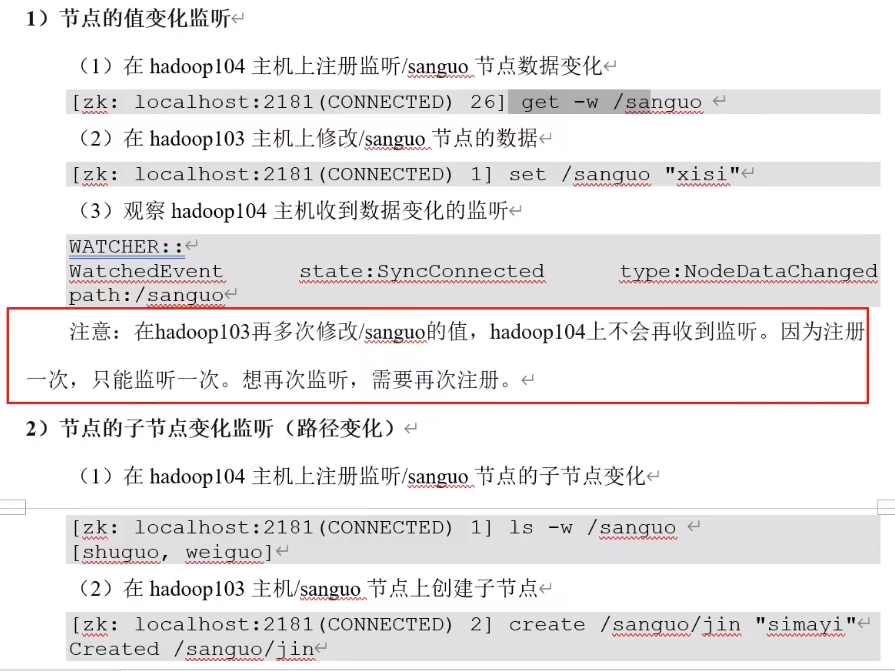 1）节点的值变化监听
（1）在 hadoop104 主机上注册监听/sanguo 节点数据变化
[zk: localhost:2181(CONNECTED) 26] get -w /sanguo
（2）在 hadoop103 主机上修改/sanguo 节点的数据
[zk: localhost:2181(CONNECTED) 1] set /sanguo "xisi"
（3）观察 hadoop104 主机收到数据变化的监听
WATCHER::
WatchedEvent state:SyncConnected type:NodeDataChanged
path:/sanguo
注意：在hadoop103再多次修改/sanguo的值，hadoop104上不会再收到监听。因为注册
一次，只能监听一次。想再次监听，需要再次注册。
2）节点的子节点变化监听（路径变化）
（1）在 hadoop104 主机上注册监听/sanguo 节点的子节点变化
[zk: localhost:2181(CONNECTED) 1] ls -w /sanguo
[shuguo, weiguo]
（2）在 hadoop103 主机/sanguo 节点上创建子节点
[zk: localhost:2181(CONNECTED) 2] create /sanguo/jin "simayi"
Created /sanguo/jin